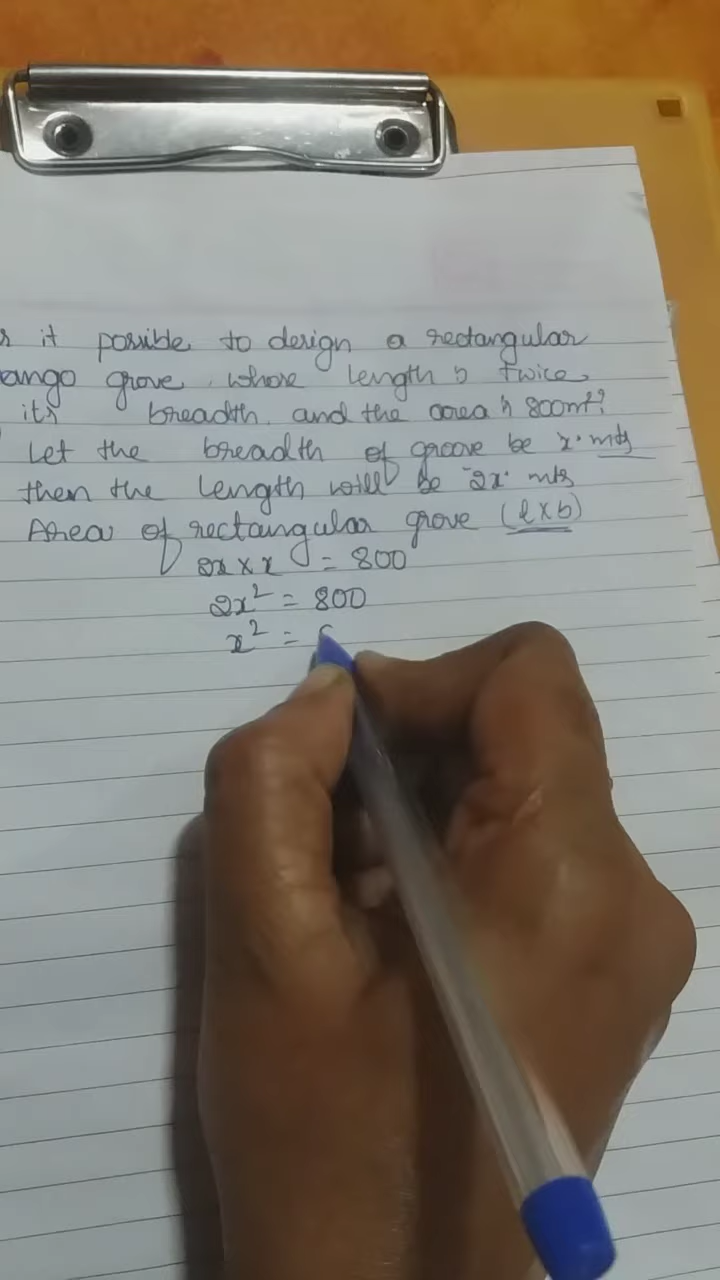 it possible to design a rectangular
ango grove, whose length is twice
its breadth and the area is 800m²?
Let the breadth of groove be x. mts
then the length will be 2x. mts
Area of rectangular grove (l×b)
2x × x = 800
2x² = 800
x² =